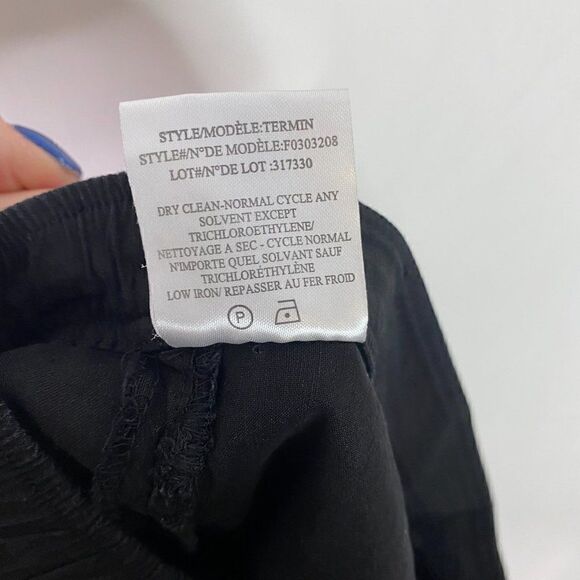 STYLE/MODÈLE:TERMIN
STYLE#/N°DE MODÈLE:F0303208
LOT#/N°DE LOT :317330
DRY CLEAN-NORMAL CYCLE ANY
SOLVENT EXCEPT
TRICHLOROETHYLENE/
NETTOYAGE A SEC - CYCLE NORMAL
N'IMPORTE QUEL SOLVANT SAUF
TRICHLORÉTHYLÈNE
LOW IRON/ REPASSER AU FER FROID
P